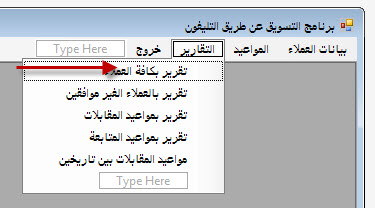 برنامج التسويق عن طريق التليفون
بيانات العملاء المواعيد التقارير خروج Type Here
تقرير بكافة العملاء
تقرير بالعملاء الغير موافقين
تقرير بمواعيد المقابلات
تقرير بمواعيد المتابعة
مواعيد المقابلات بين تاريخين
Type Here